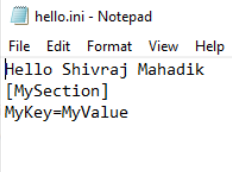 hello.ini - Notepad
File Edit Format View Help
Hello Shivraj Mahadik
[MySection]
MyKey=MyValue